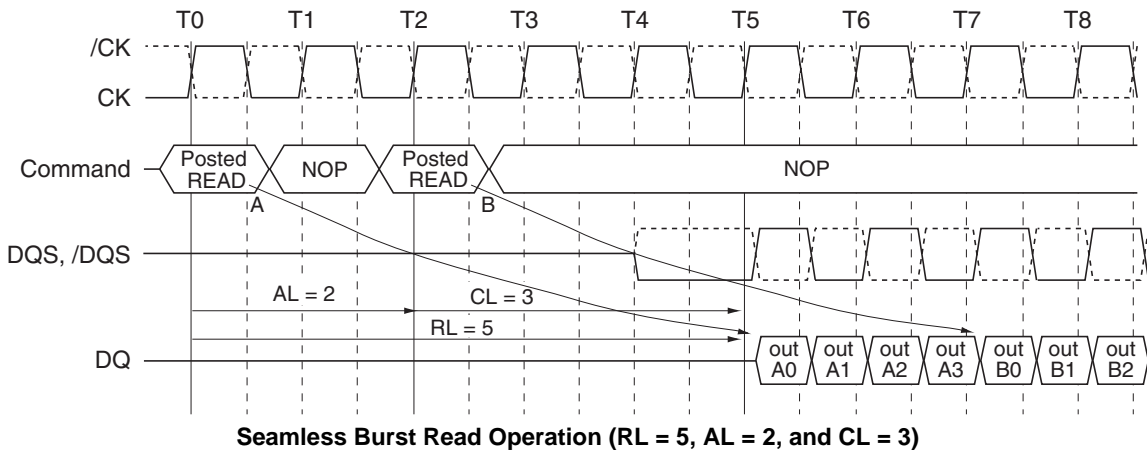 T0 T1 T2 T3 T4 T5 T6 T7 T8
/CK
CK
Command
Posted
READ
A
NOP
Posted
READ
B
NOP
DQS, /DQS
AL = 2
CL = 3
RL = 5
DQ
out
A0
out
A1
out
A2
out
A3
out
B0
out
B1
out
B2
Seamless Burst Read Operation (RL = 5, AL = 2, and CL = 3)